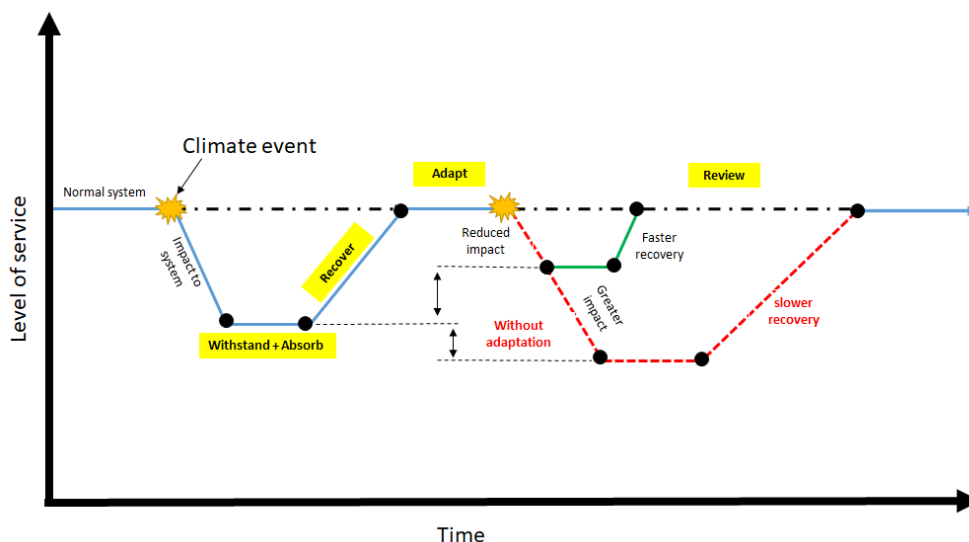 Climate event
Adapt
Review
Normal system
Level of service
Impact to
system
Recover
Reduced
impact
Faster
recovery
Greater
impact
slower
recovery
Withstand + Absorb
Without
adaptation
Time